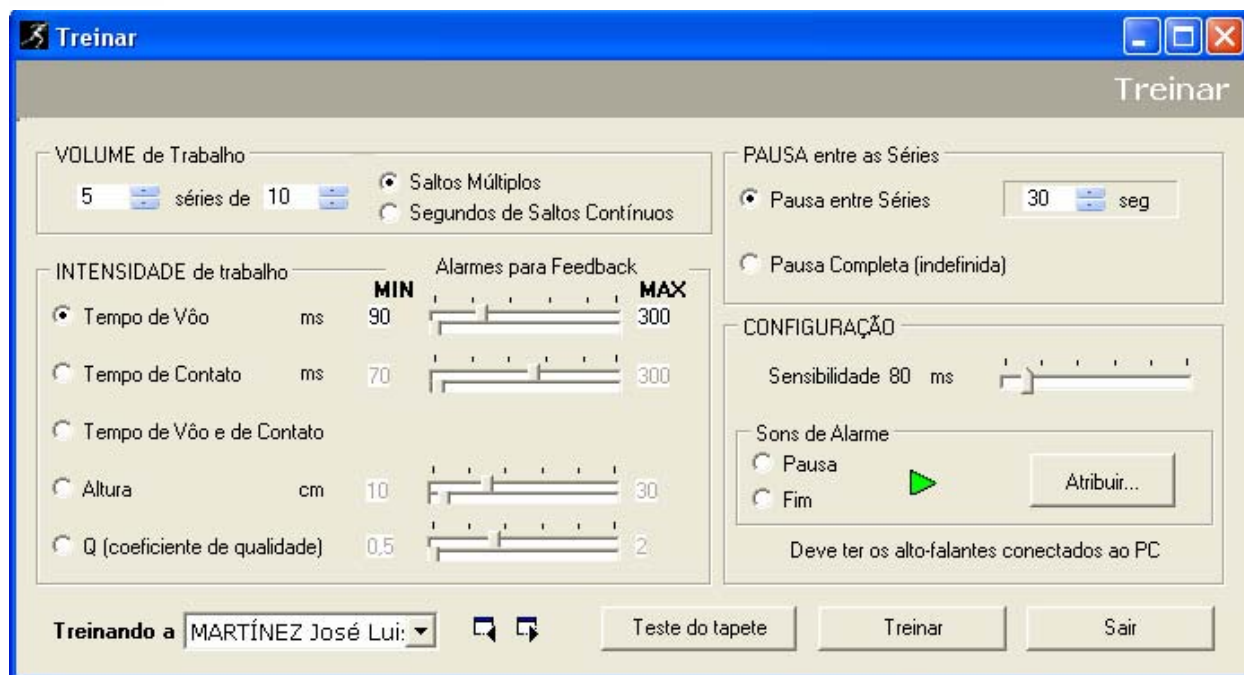 Treinar
Treinar
VOLUME de Trabalho
5 séries de 10
Saltos Múltiplos
Segundos de Saltos Contínuos
PAUSA entre as Séries
Pausa entre Séries 30 seg
Pausa Completa (indefinida)
INTENSIDADE de trabalho
Alarmes para Feedback
MIN MAX
Tempo de Vôo ms 90 300
Tempo de Contato ms 70 300
Tempo de Vôo e de Contato
Altura cm 10 30
Q (coeficiente de qualidade) 0,5 2
CONFIGURAÇÃO
Sensibilidade 80 ms
Sons de Alarme
Pausa
Fim
Atribuir...
Deve ter os alto-falantes conectados ao PC
Treinando a MARTÍNEZ José Luis
Teste do tapete
Treinar
Sair